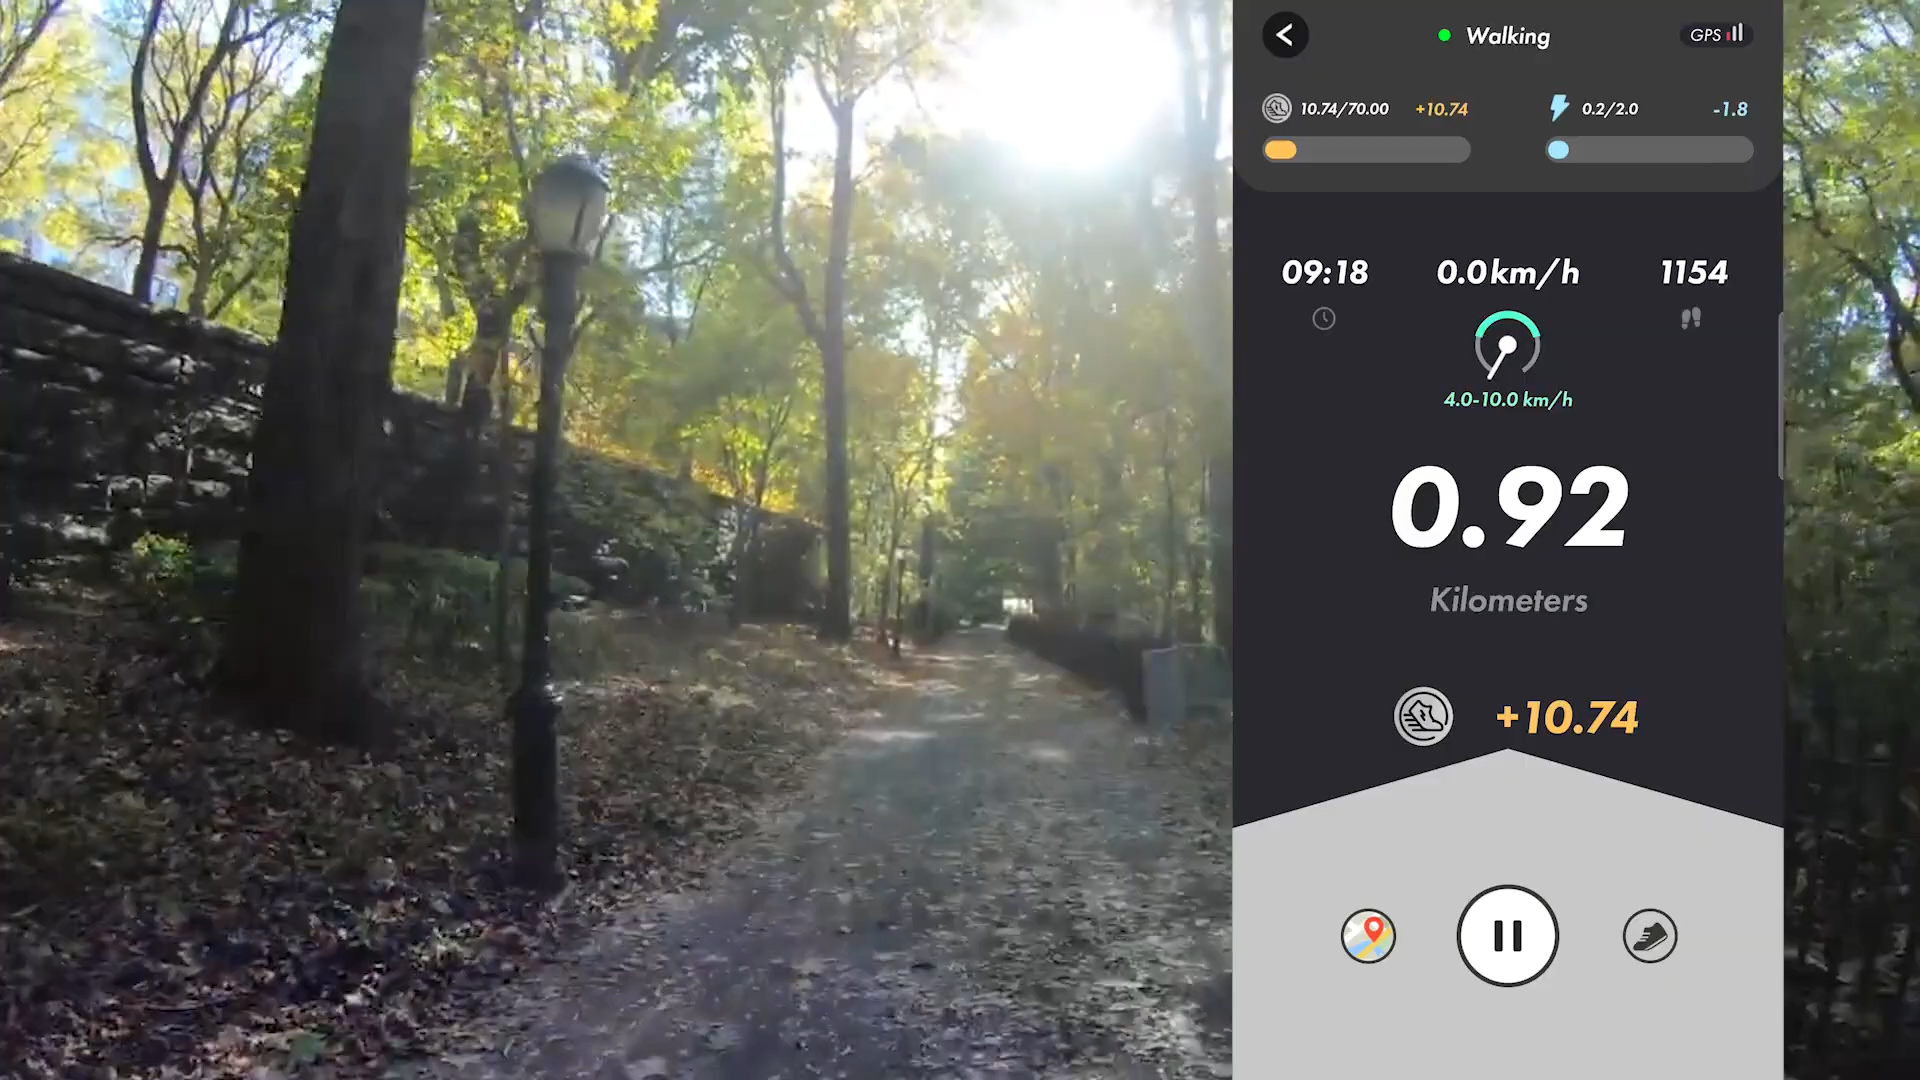 Walking
GPS
10.74/70.00 +10.74
0.2/2.0 -1.8
09:18
0.0km/h
1154
4.0-10.0 km/h
0.92
Kilometers
+10.74